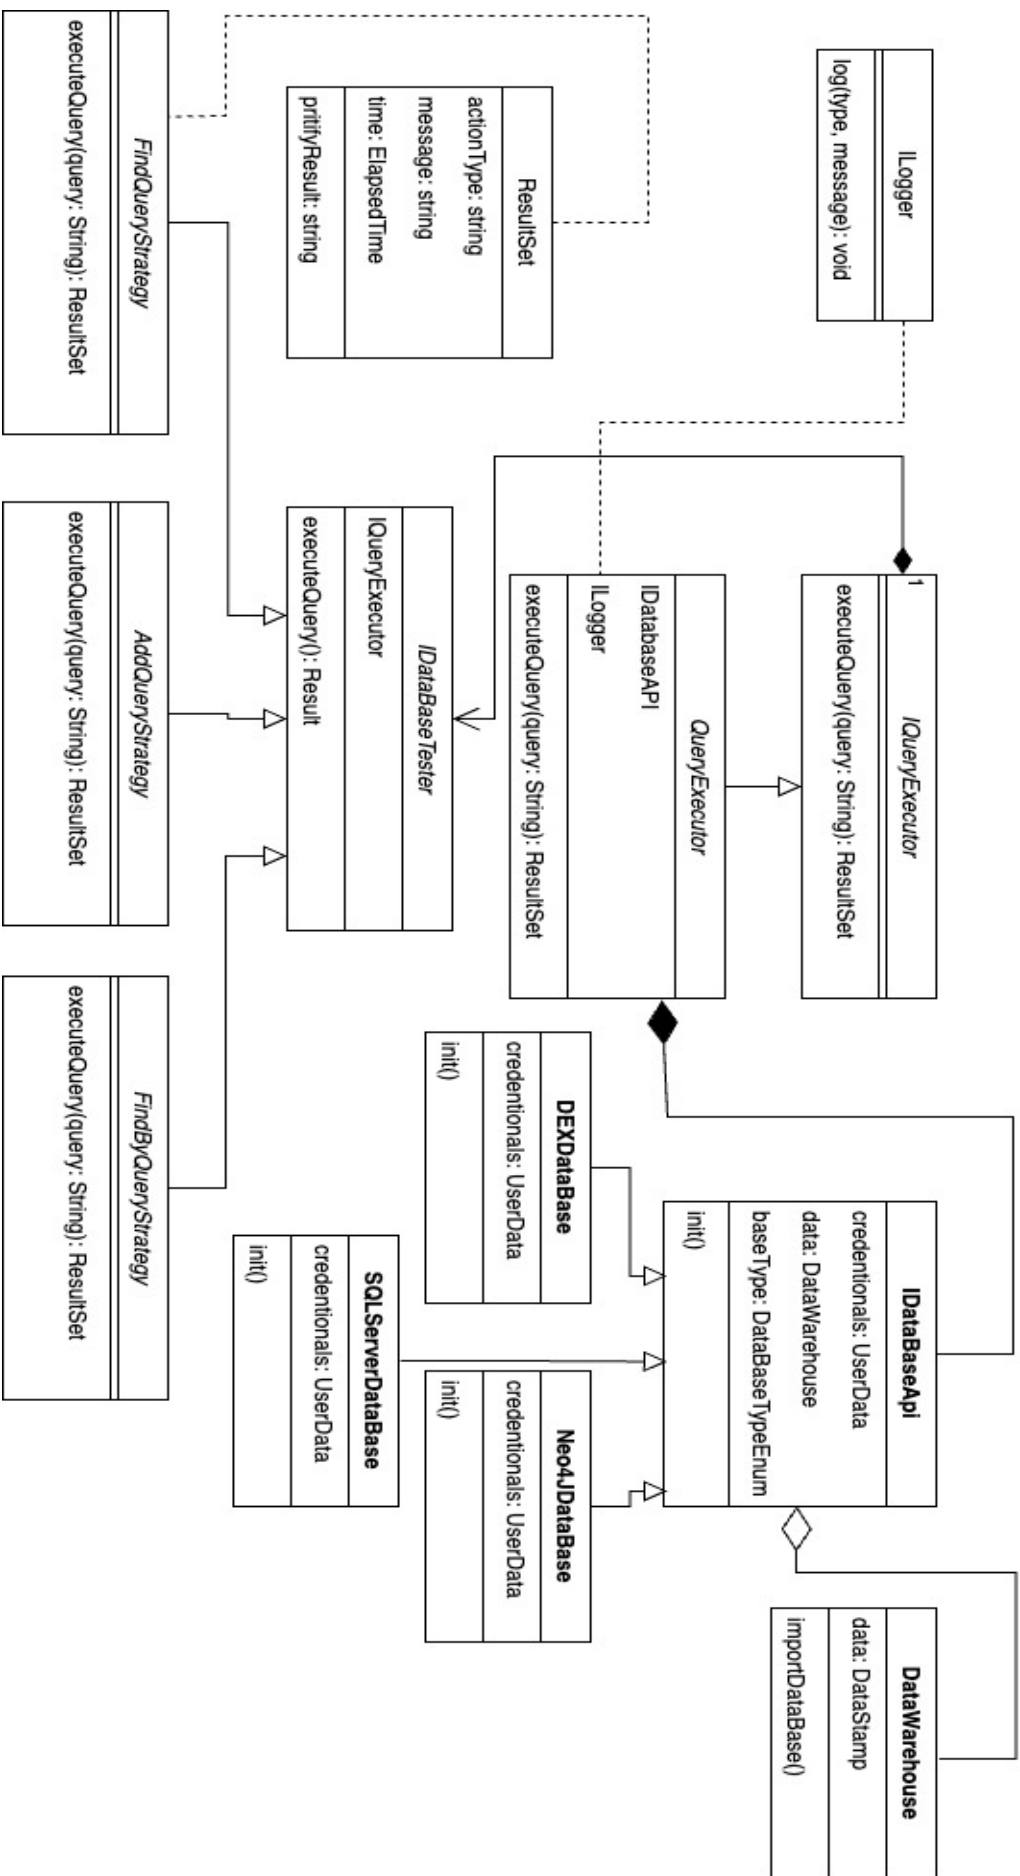 ILogger
log(type, message): void
1
IQueryExecutor
executeQuery(query: String): ResultSet
IDataBaseApi
credentionals: UserData
data: DataWarehouse
baseType: DataBaseTypeEnum
init()
DataWarehouse
data: DataStamp
importDataBase()
QueryExecutor
IDatabaseAPI
ILogger
executeQuery(query: String): ResultSet
ResultSet
actionType: string
message: string
time: ElapsedTime
pritifyResult: string
DEXDataBase
credentionals: UserData
init()
Neo4JDataBase
credentionals: UserData
init()
IDataBaseTester
IQueryExecutor
executeQuery(): Result
SQLServerDataBase
credentionals: UserData
init()
FindQueryStrategy
executeQuery(query: String): ResultSet
AddQueryStrategy
executeQuery(query: String): ResultSet
FindByQueryStrategy
executeQuery(query: String): ResultSet